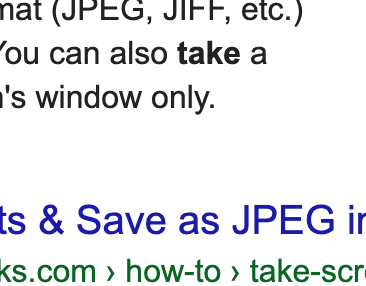 mat (JPEG, JIFF, etc.)
You can also take a
's window only.
ts & Save as JPEG in
ks.com › how-to › take-scr